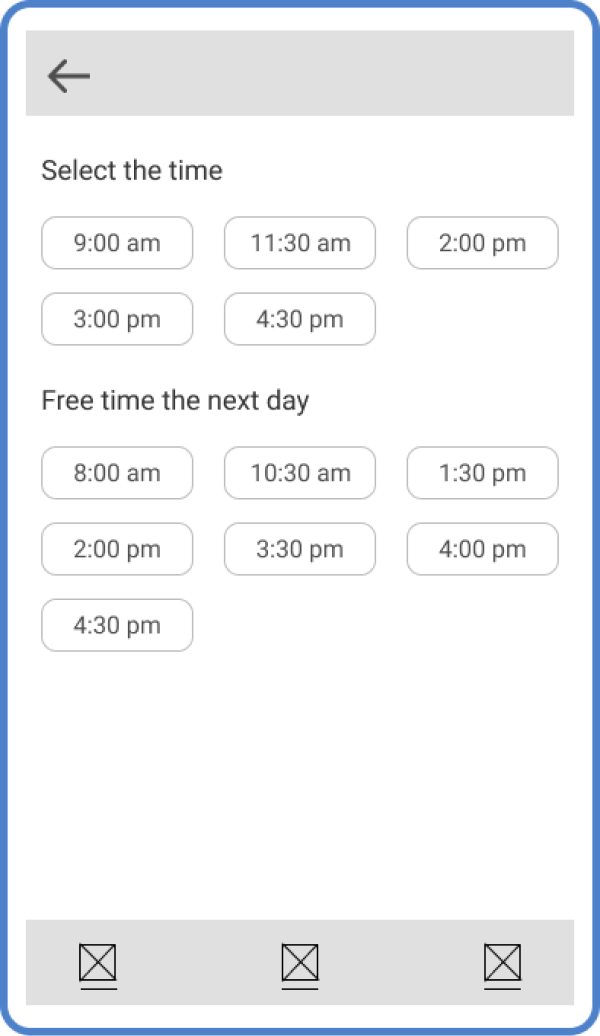 Select the time
9:00 am 11:30 am 2:00 pm
3:00 pm 4:30 pm
Free time the next day
8:00 am 10:30 am 1:30 pm
2:00 pm 3:30 pm 4:00 pm
4:30 pm